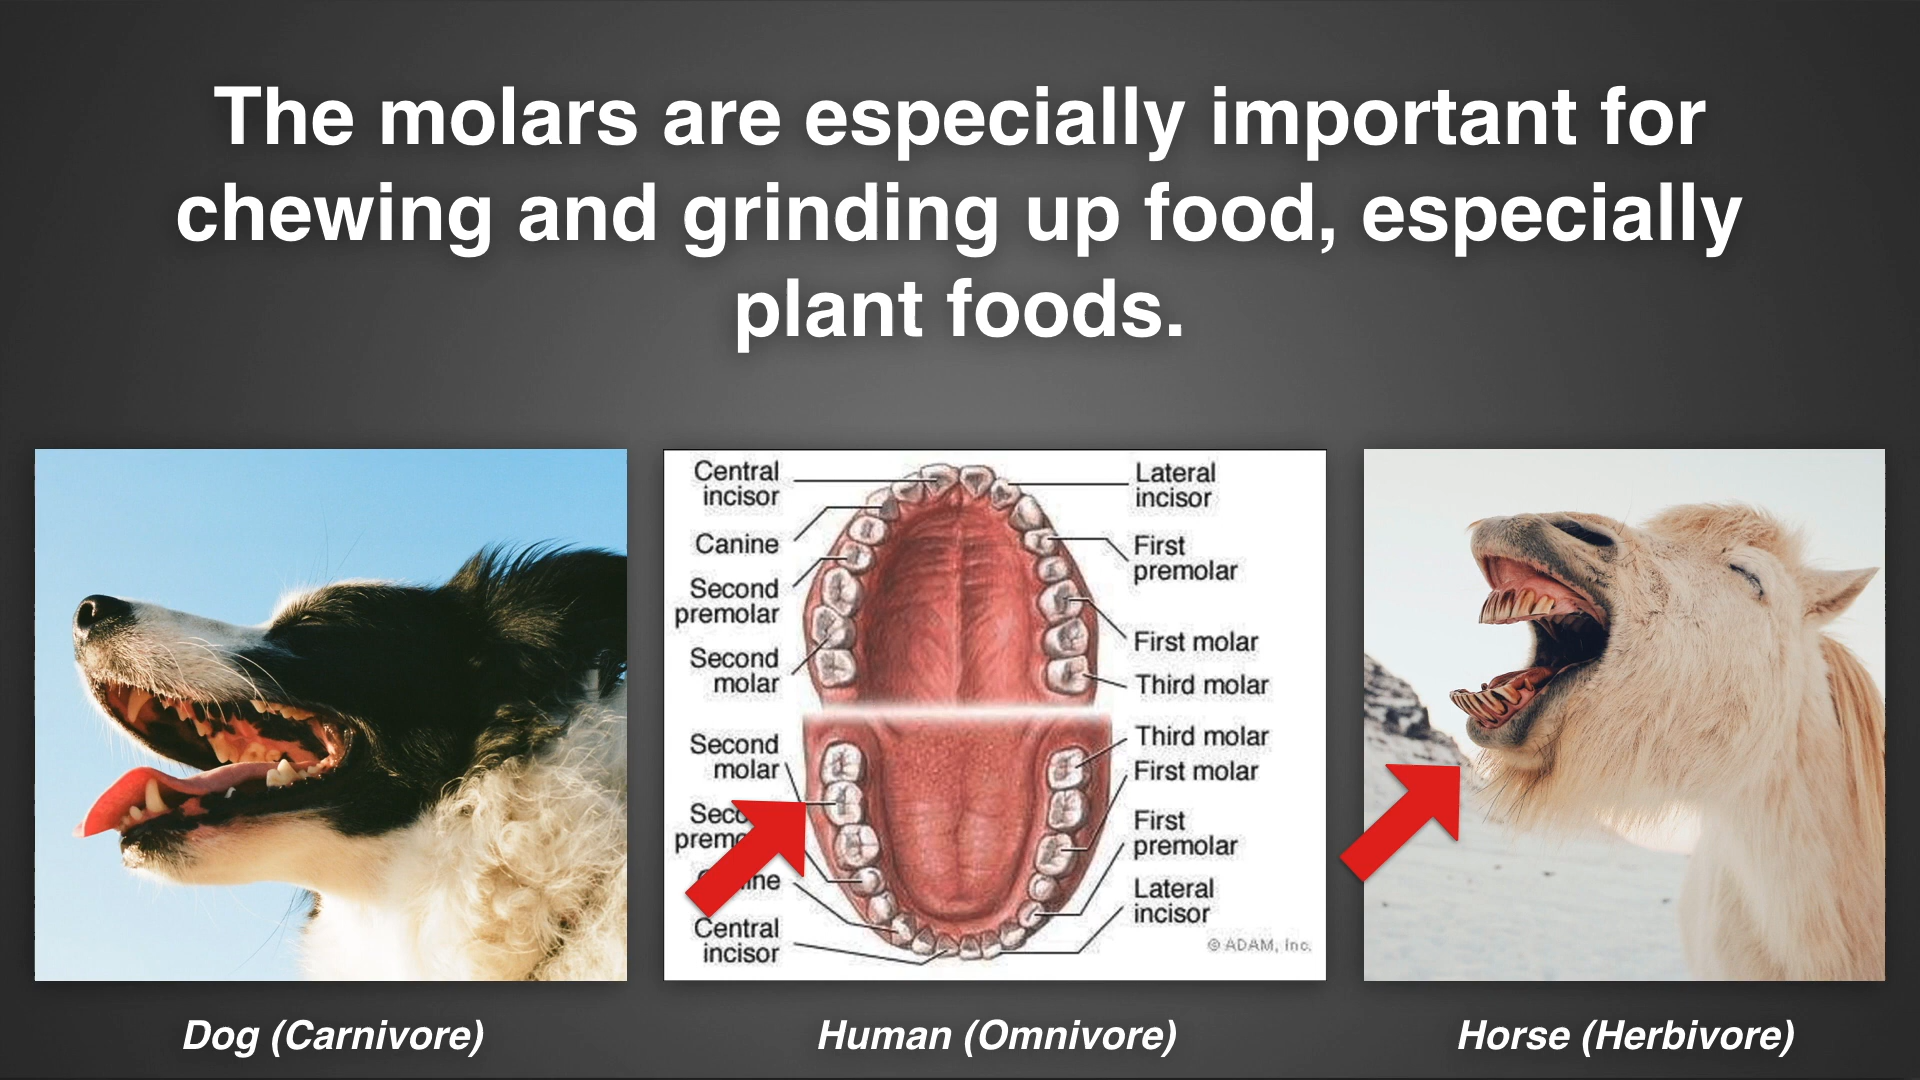 The molars are especially important for
chewing and grinding up food, especially
plant foods.
Central
incisor
Canine
Second
premolar
Second
molar
Second
molar
Central
incisor
Lateral
incisor
First
premolar
First molar
Third molar
Third molar
First molar
First
premolar
Lateral
incisor
© ADAM, Inc.
Dog (Carnivore)
Human (Omnivore)
Horse (Herbivore)